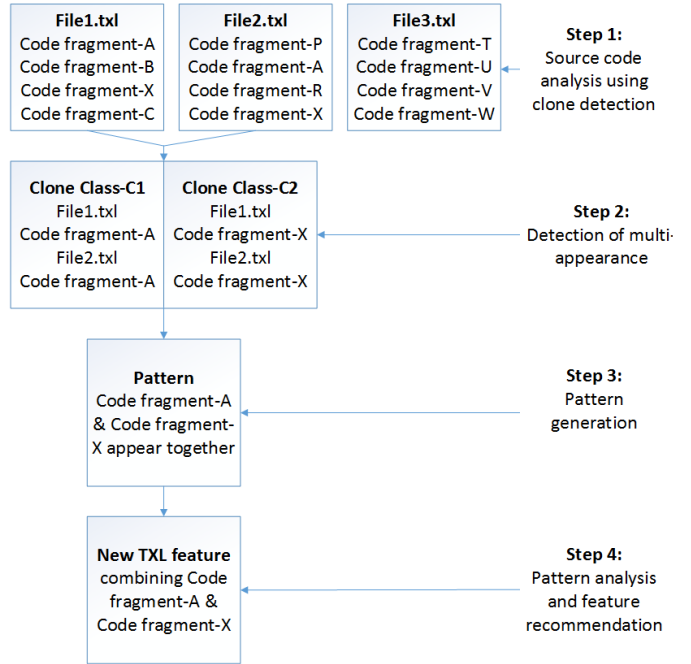 File1.txl
Code fragment-A
Code fragment-B
Code fragment-X
Code fragment-C
File2.txl
Code fragment-P
Code fragment-A
Code fragment-R
Code fragment-X
File3.txl
Code fragment-T
Code fragment-U
Code fragment-V
Code fragment-W
Step 1:
Source code
analysis using
clone detection
Clone Class-C1
File1.txl
Code fragment-A
File2.txl
Code fragment-A
Clone Class-C2
File1.txl
Code fragment-X
File2.txl
Code fragment-X
Step 2:
Detection of multi-
appearance
Pattern
Code fragment-A
& Code fragment-
X appear together
Step 3:
Pattern
generation
New TXL feature
combining Code
fragment-A &
Code fragment-X
Step 4:
Pattern analysis
and feature
recommendation